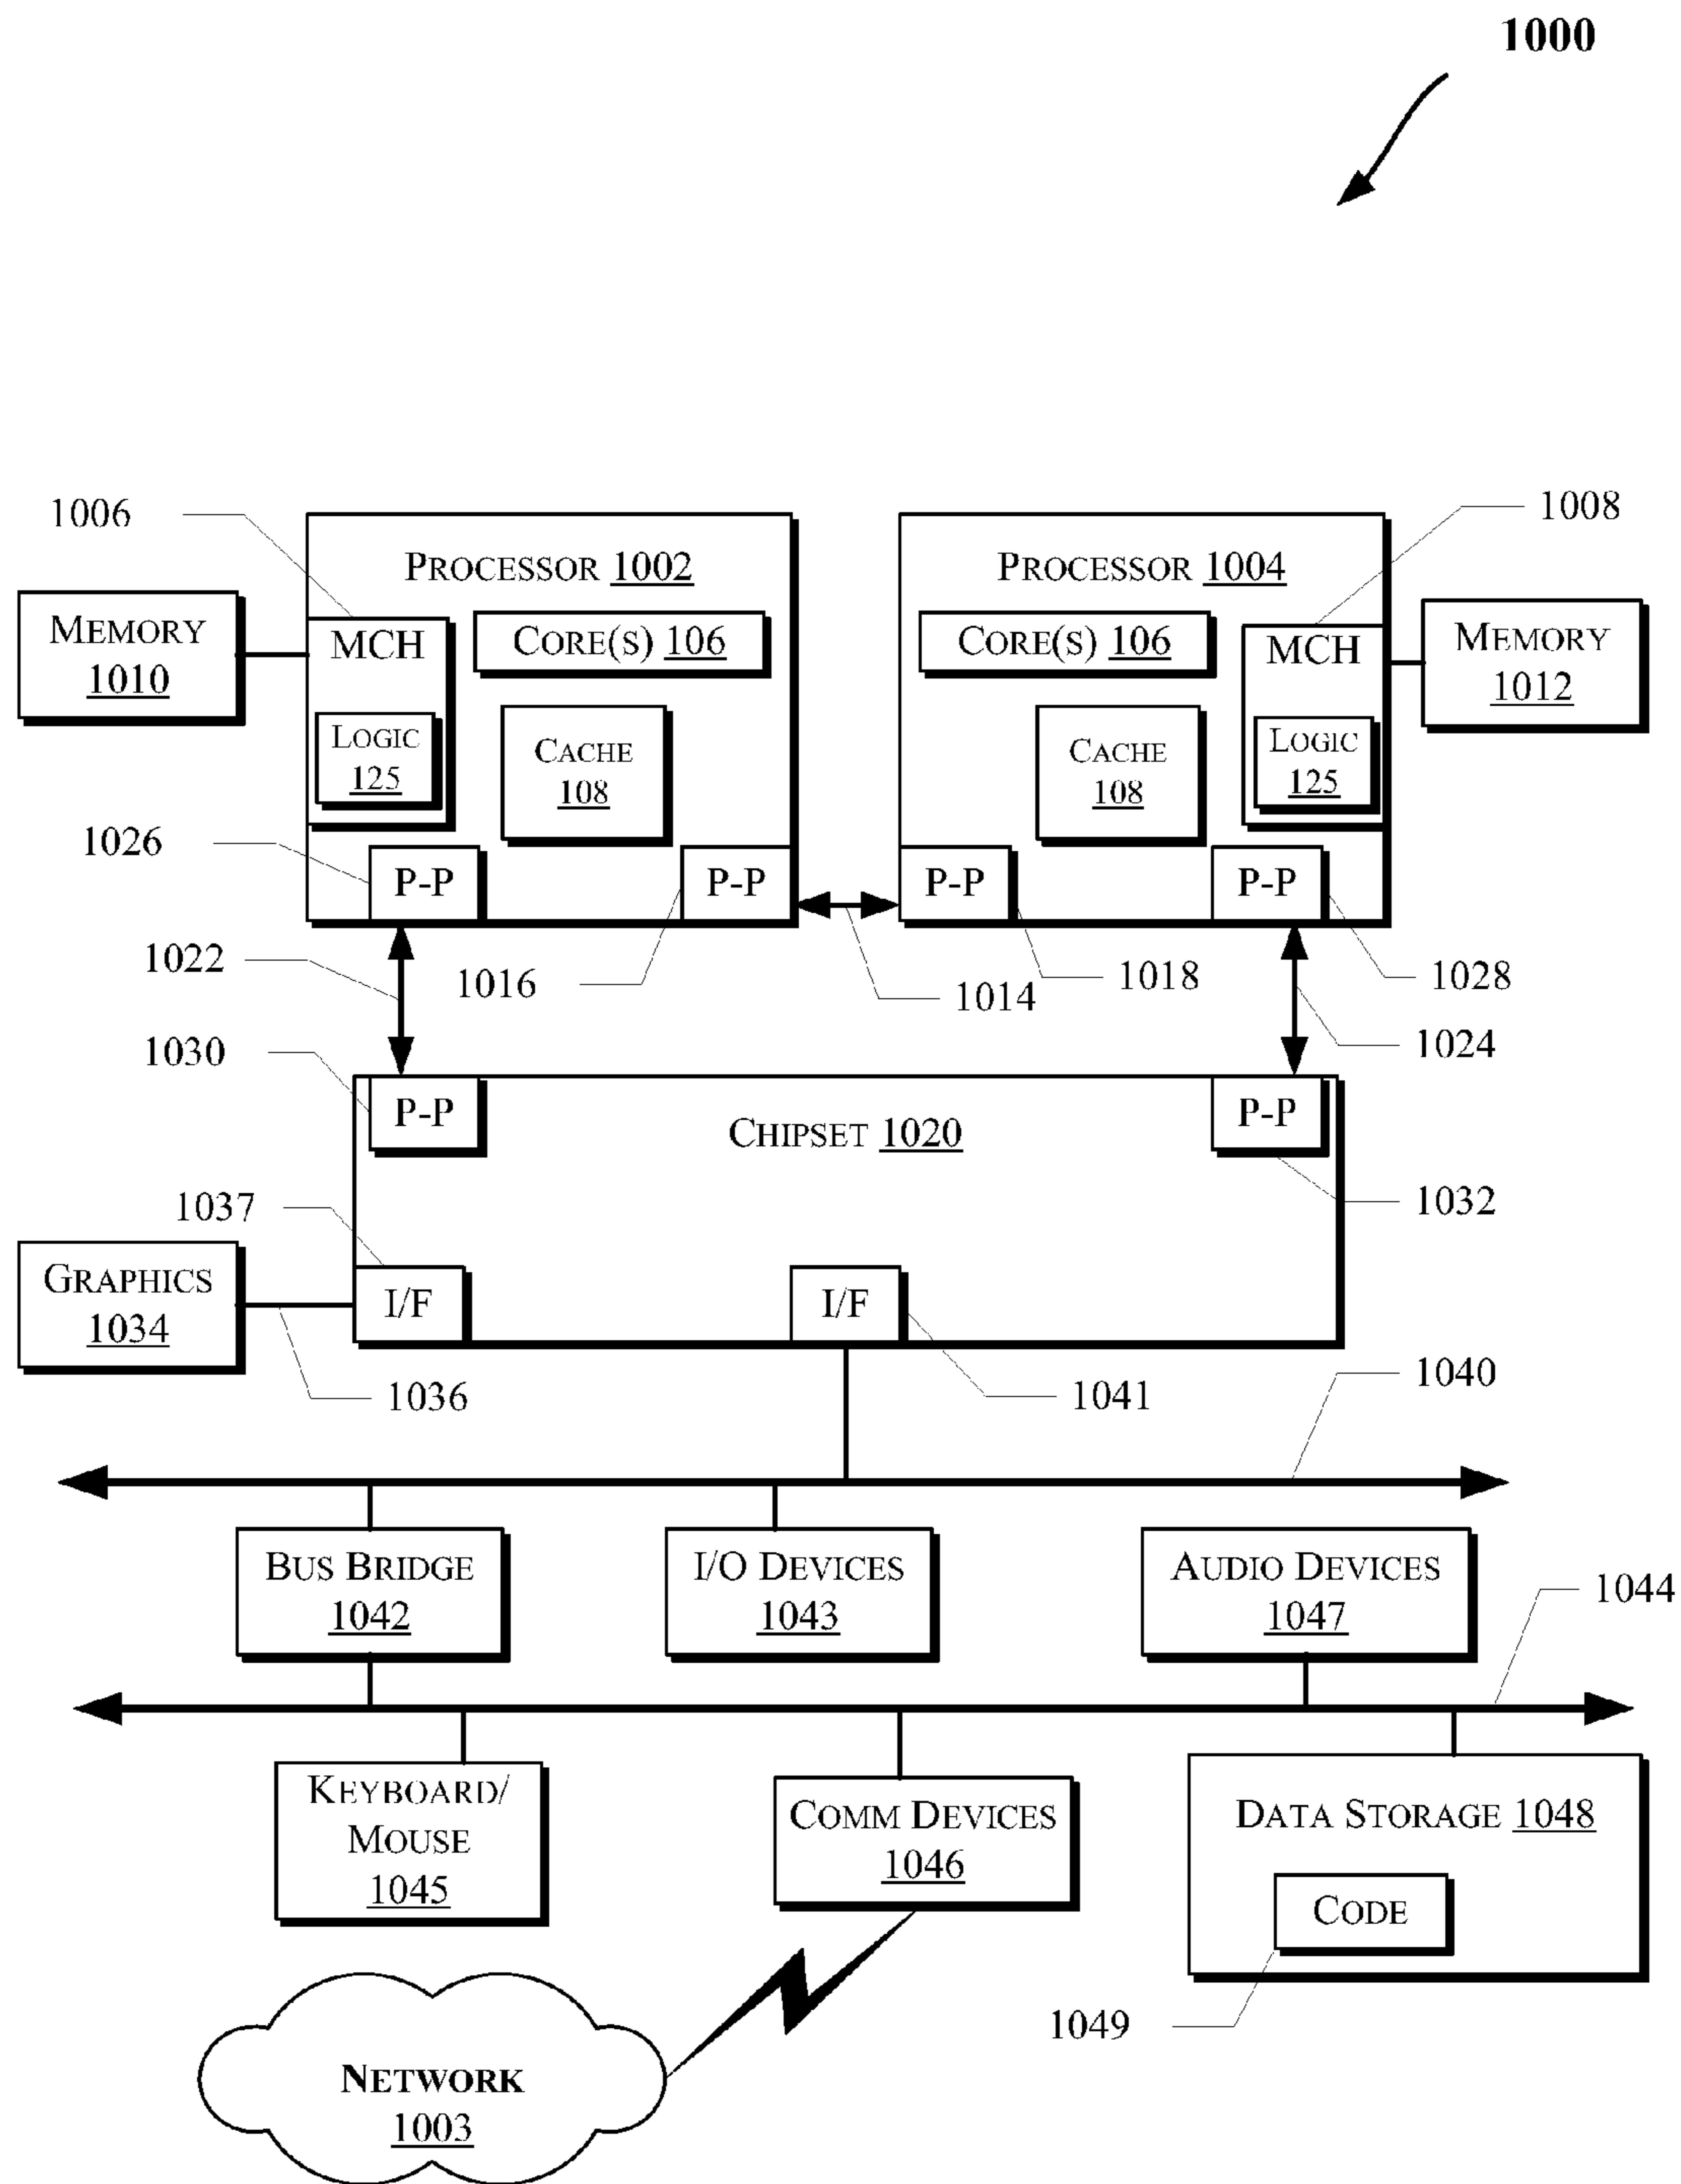 1000
1006
1008
PROCESSOR 1002
PROCESSOR 1004
MEMORY
1010
MCH
CORE(S) 106
CORE(S) 106
MCH
MEMORY
1012
LOGIC
125
CACHE
108
CACHE
108
LOGIC
125
1026
P-P
P-P
P-P
P-P
1022
1016
1014
1018
1028
1030
1024
P-P
CHIPSET 1020
P-P
1037
1032
GRAPHICS
1034
I/F
I/F
1036
1041
1040
BUS BRIDGE
1042
I/O DEVICES
1043
AUDIO DEVICES
1047
1044
KEYBOARD/
MOUSE
1045
COMM DEVICES
1046
DATA STORAGE 1048
CODE
1049
NETWORK
1003